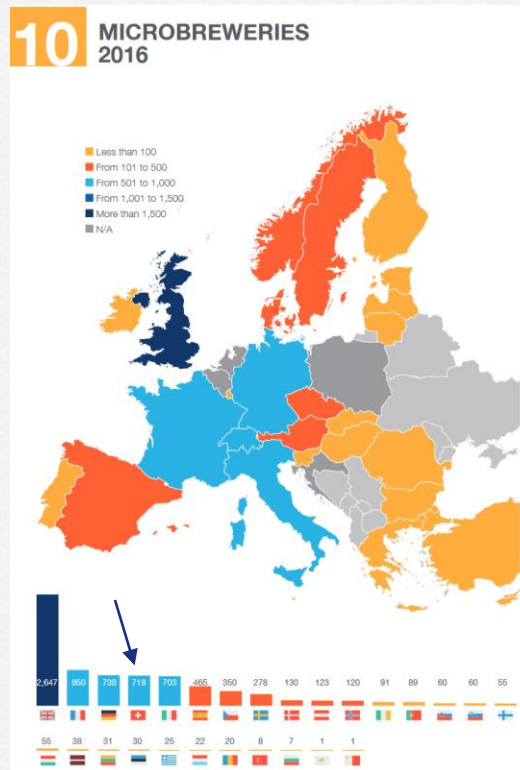 10
MICROBREWERIES
2016
Less than 100
From 101 to 500
From 501 to 1,000
From 1,001 to 1,500
More than 1,500
N/A
2,647 850 738 718 703 465 350 278 130 123 120 91 89 60 60 55
55 38 31 30 25 22 20 8 7 1 1